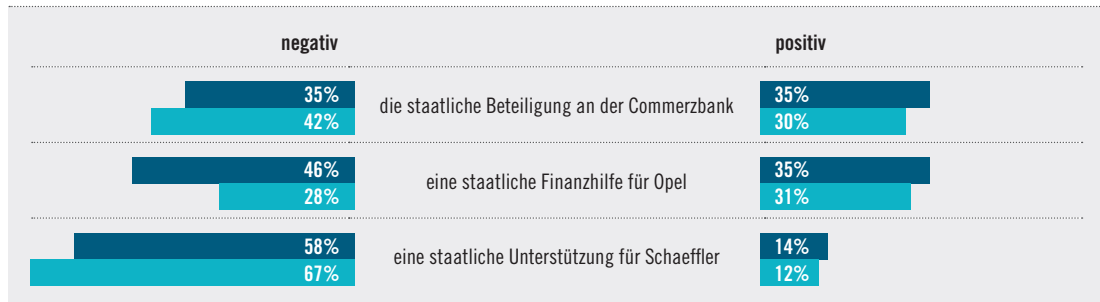 negativ positiv
35% die staatliche Beteiligung an der Commerzbank 35%
42% 30%
46% eine staatliche Finanzhilfe für Opel 35%
28% 31%
58% eine staatliche Unterstützung für Schaeffler 14%
67% 12%